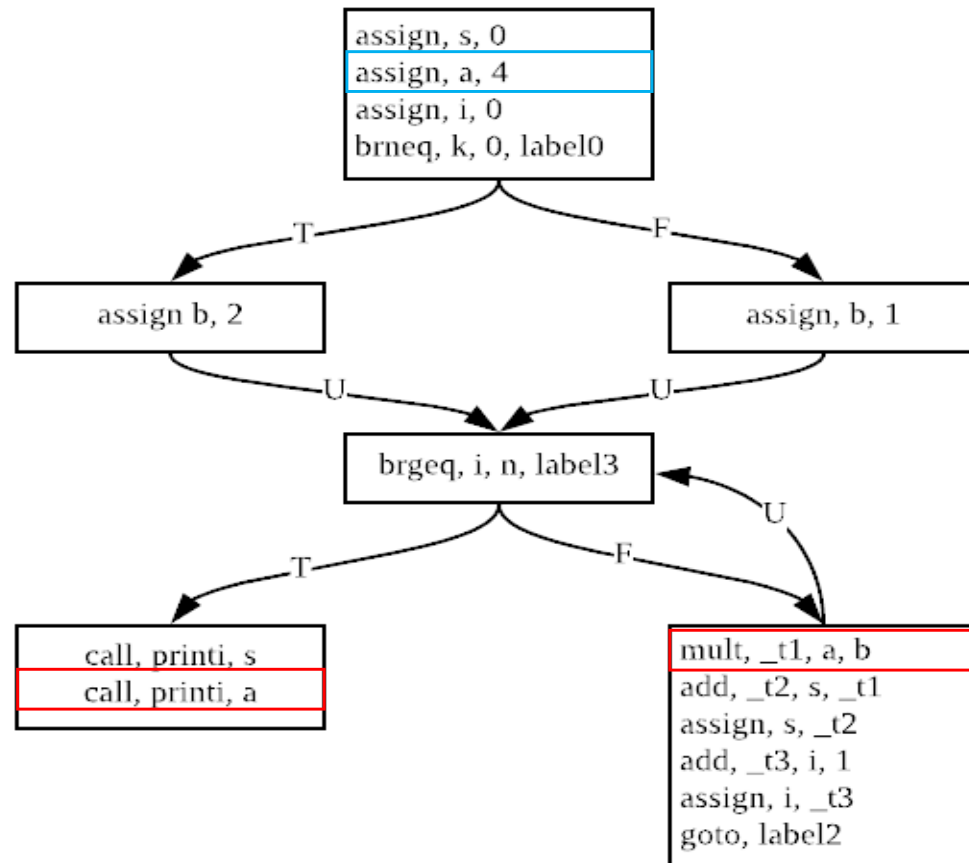 assign, s, 0
assign, a, 4
assign, i, 0
brneq, k, 0, label0
T
F
assign b, 2
assign, b, 1
U
U
brgeq, i, n, label3
U
T
F
call, printi, s
call, printi, a
mult, _t1, a, b
add, _t2, s, _t1
assign, s, _t2
add, _t3, i, 1
assign, i, _t3
goto, label2